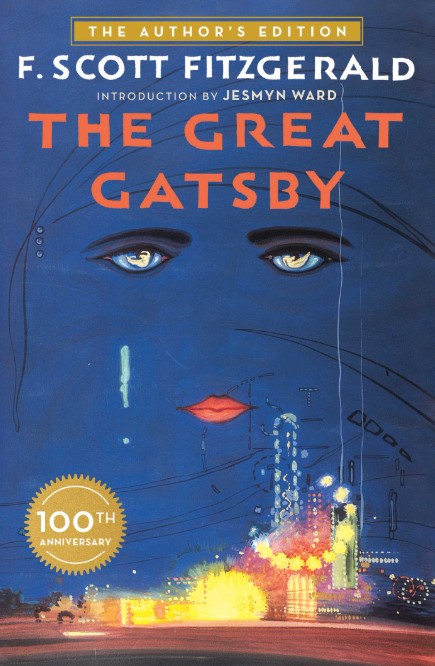 THE AUTHOR'S EDITION
F. SCOTT FITZGERALD
INTRODUCTION BY JESMYN WARD
THE GREAT
GATSBY
100TH
ANNIVERSARY